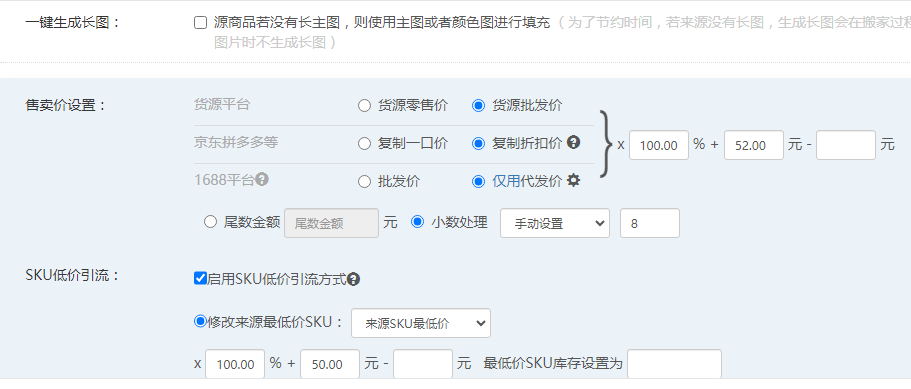 一键生成长图： 源商品若没有长主图，则使用主图或者颜色图进行填充（为了节约时间，若来源没有长图，生成长图会在搬家过程
图片时不生成长图）
售卖价设置： 货源平台 货源零售价 货源批发价
京东拼多多等 复制一口价 复制折扣价 ? x 100.00 % + 52.00 元 - 元
1688平台? 批发价 仅用代发价
尾数金额 尾数金额 元 小数处理 手动设置 8
SKU低价引流： 启用SKU低价引流方式?
修改来源最低价SKU： 来源SKU最低价
x 100.00 % + 50.00 元 - 元 最低价SKU库存设置为